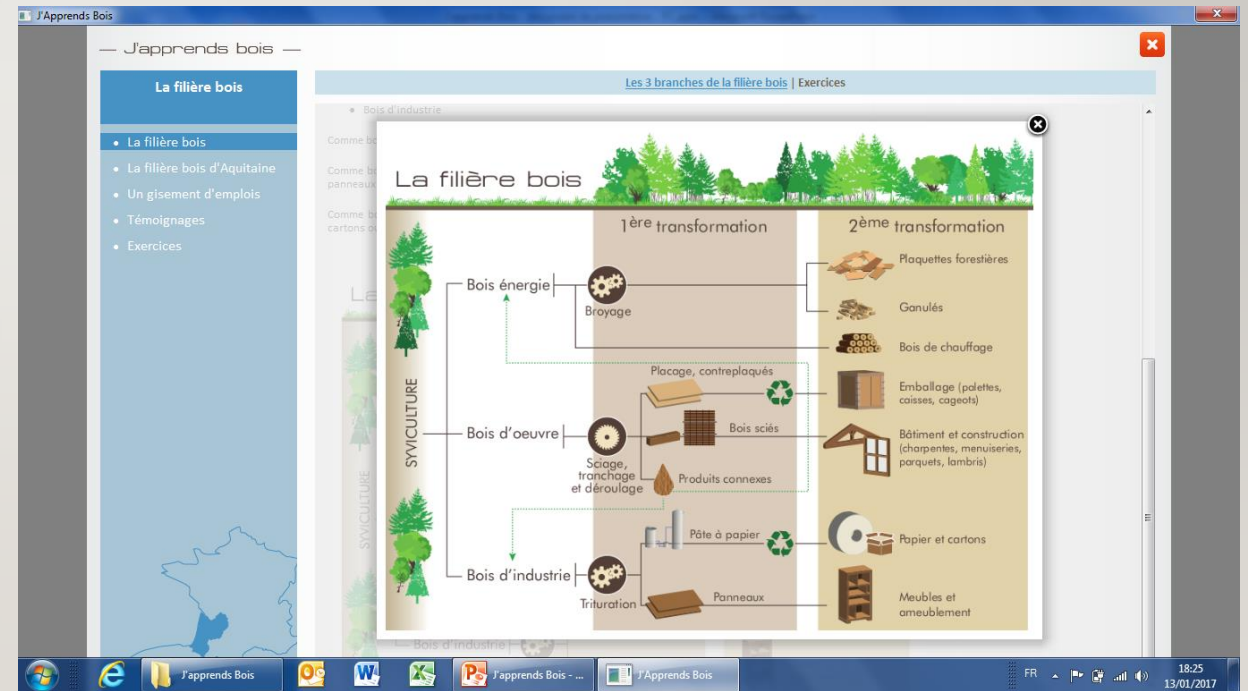 J'Apprends Bois
— J'apprends bois —
La filière bois
Les 3 branches de la filière bois | Exercices
• La filière bois
• La filière bois d'Aquitaine
• Un gisement d'emplois
• Témoignages
• Exercices
• Bois d'industrie
La filière bois
1ère transformation
2ème transformation
SYVICULTURE
Bois énergie
Broyage
Plaquettes forestières
Ganulés
Bois de chauffage
Placage, contreplaqués
Emballage (palettes,
caisses, cageots)
Bois d'oeuvre
Sciage,
tranchage
et déroulage
Bois sciés
Bâtiment et construction
(charpentes, menuiseries,
parquets, lambris)
Produits connexes
Pâte à papier
Papier et cartons
Bois d'industrie
Trituration
Panneaux
Meubles et
ameublement
SYVICULTURE
Bois d'industrie
J'apprends Bois
J'apprends Bois - ...
J'Apprends Bois
FR
18:25
13/01/2017